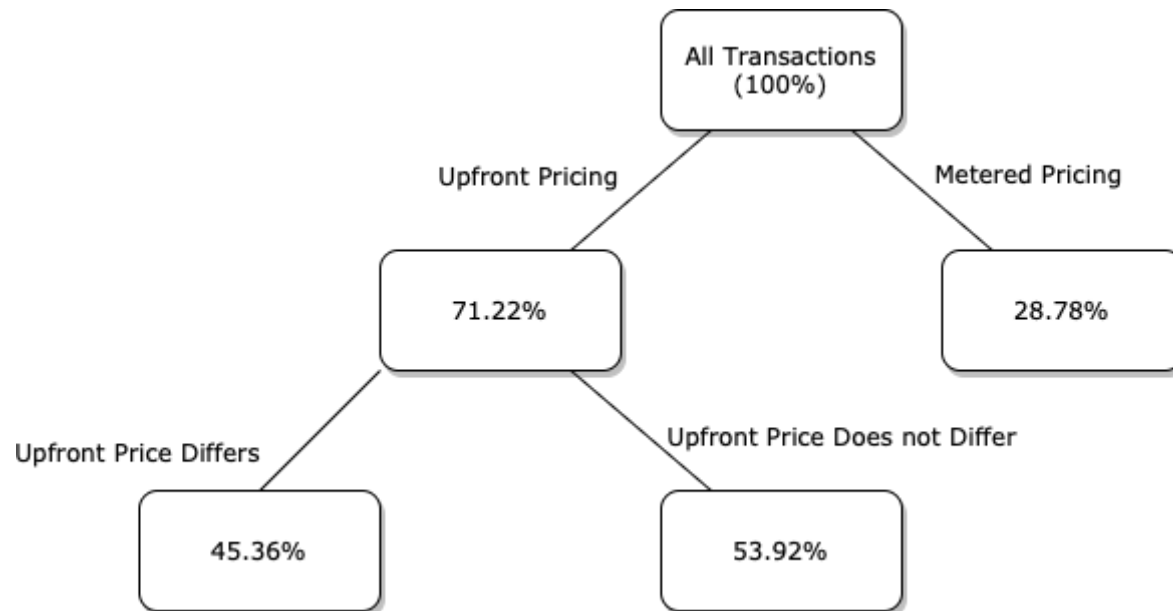 All Transactions
(100%)
Upfront Pricing
Metered Pricing
71.22%
28.78%
Upfront Price Differs
Upfront Price Does not Differ
45.36%
53.92%